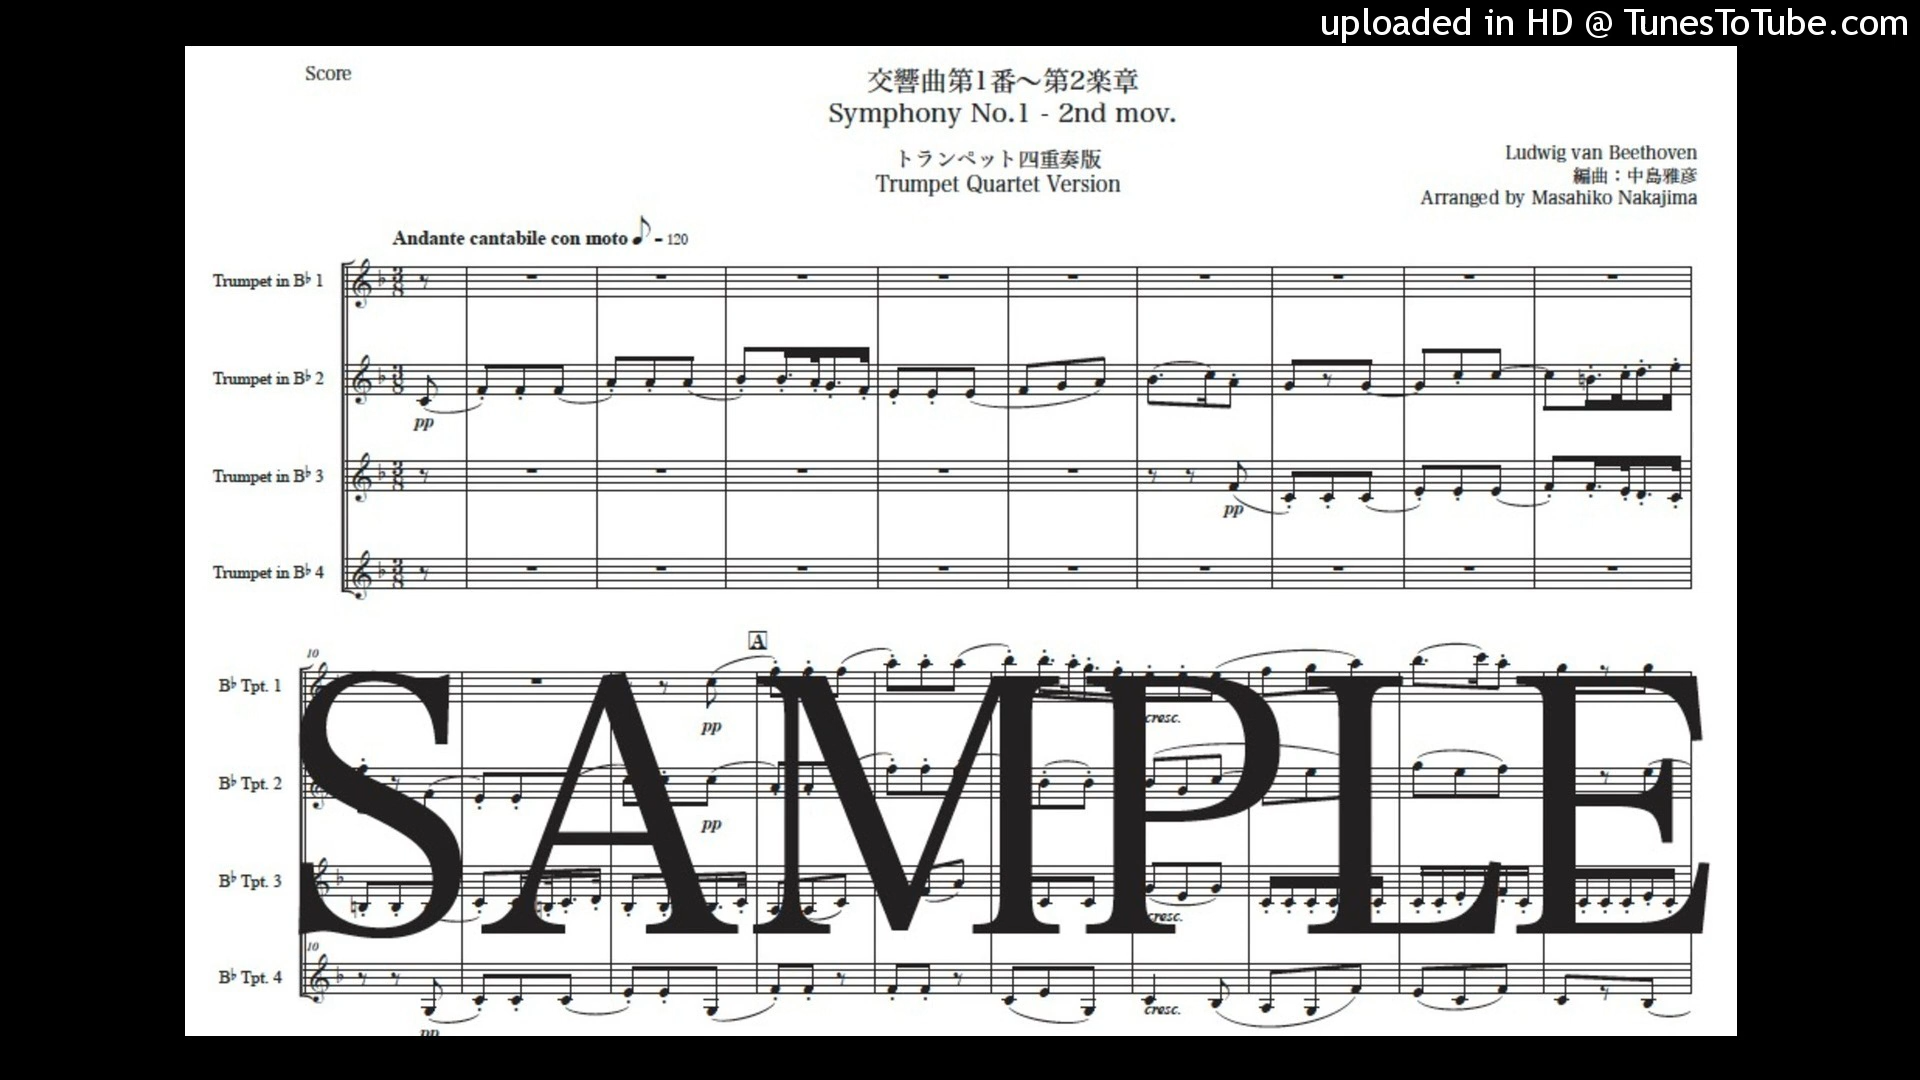 uploaded in HD @ TunesToTube.com
Score
交響曲第1番～第2楽章
Symphony No.1 - 2nd mov.
トランペット四重奏版
Trumpet Quartet Version
Ludwig van Beethoven
編曲：中島雅彦
Arranged by Masahiko Nakajima
Andante cantabile con moto ♪ = 120
Trumpet in B♭ 1
Trumpet in B♭ 2
pp
Trumpet in B♭ 3
pp
Trumpet in B♭ 4
A
10
B♭ Tpt. 1
pp
cresc.
SAMPLE
B♭ Tpt. 2
pp
B♭ Tpt. 3
cresc.
10
B♭ Tpt. 4
pp
cresc.